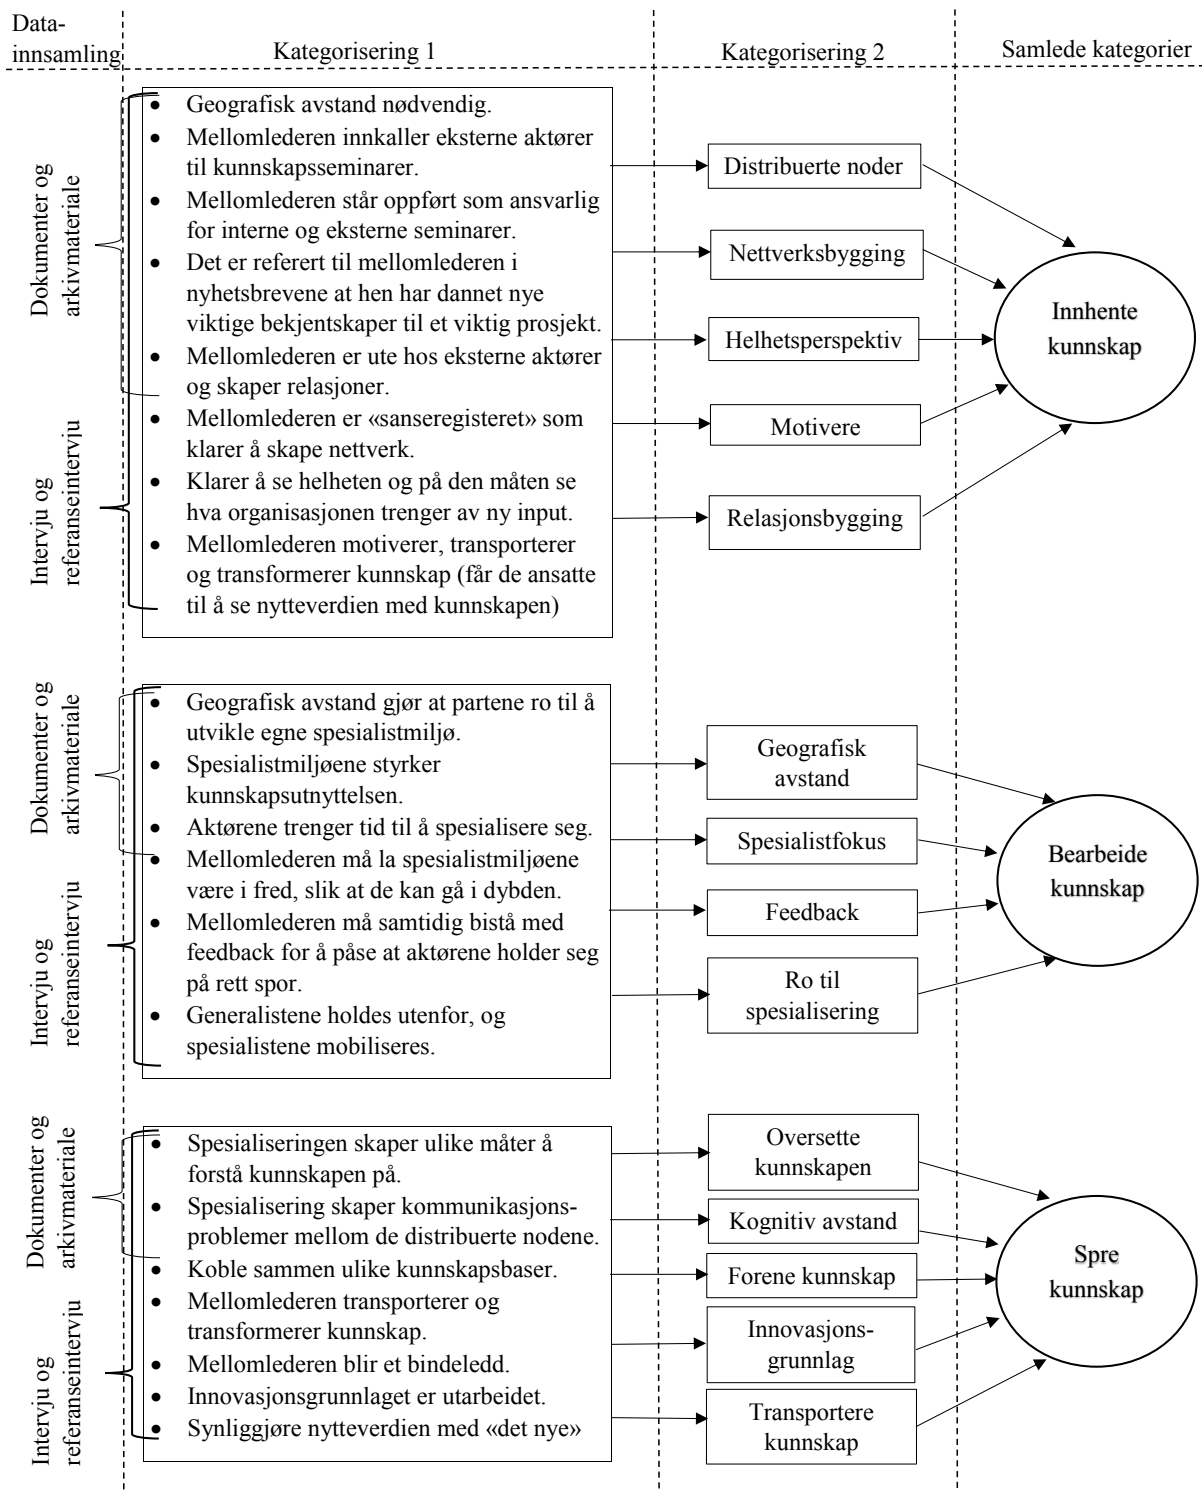 Data-
innsamling
Kategorisering 1
Kategorisering 2
Samlede kategorier
Dokumenter og
arkivmateriale
Intervju og
referanseintervju
• Geografisk avstand nødvendig.
• Mellomlederen innkaller eksterne aktører
til kunnskapsseminarer.
• Mellomlederen står oppført som ansvarlig
for interne og eksterne seminarer.
• Det er referert til mellomlederen i
nyhetsbrevene at hen har dannet nye
viktige bekjentskaper til et viktig prosjekt.
• Mellomlederen er ute hos eksterne aktører
og skaper relasjoner.
• Mellomlederen er «sanseregisteret» som
klarer å skape nettverk.
• Klarer å se helheten og på den måten se
hva organisasjonen trenger av ny input.
• Mellomlederen motiverer, transporterer
og transformerer kunnskap (får de ansatte
til å se nytteverdien med kunnskapen)
Distribuerte noder
Nettverksbygging
Helhetsperspektiv
Motivere
Relasjonsbygging
Innhente
kunnskap
Dokumenter og
arkivmateriale
Intervju og
referanseintervju
• Geografisk avstand gjør at partene ro til å
utvikle egne spesialistmiljø.
• Spesialistmiljøene styrker
kunnskapsutnyttelsen.
• Aktørene trenger tid til å spesialisere seg.
• Mellomlederen må la spesialistmiljøene
være i fred, slik at de kan gå i dybden.
• Mellomlederen må samtidig bistå med
feedback for å påse at aktørene holder seg
på rett spor.
• Generalistene holdes utenfor, og
spesialistene mobiliseres.
Geografisk
avstand
Spesialistfokus
Feedback
Ro til
spesialisering
Bearbeide
kunnskap
Dokumenter og
arkivmateriale
Intervju og
referanseintervju
• Spesialiseringen skaper ulike måter å
forstå kunnskapen på.
• Spesialisering skaper kommunikasjons-
problemer mellom de distribuerte nodene.
• Koble sammen ulike kunnskapsbaser.
• Mellomlederen transporterer og
transformerer kunnskap.
• Mellomlederen blir et bindeledd.
• Innovasjonsgrunnlaget er utarbeidet.
• Synliggjøre nytteverdien med «det nye»
Oversette
kunnskapen
Kognitiv avstand
Forene kunnskap
Innovasjons-
grunnlag
Transportere
kunnskap
Spre
kunnskap